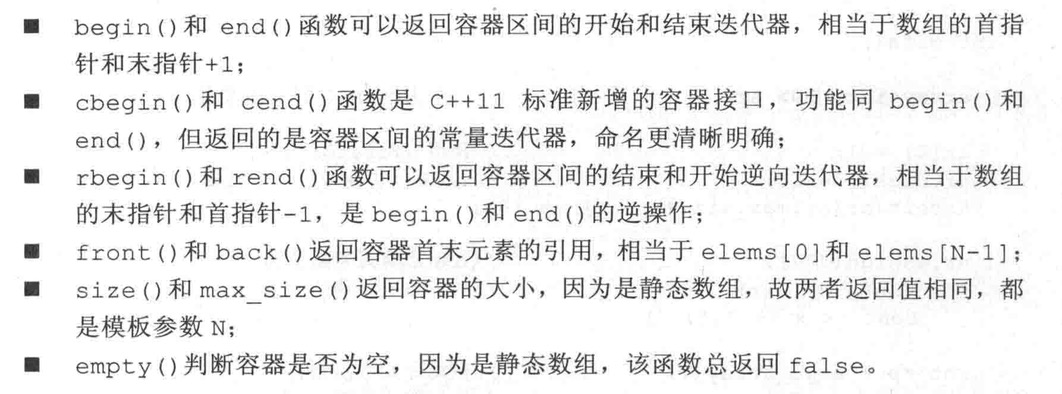 ■ begin()和 end()函数可以返回容器区间的开始和结束迭代器，相当于数组的首指
针和末指针+1；
■ cbegin()和 cend()函数是 C++11 标准新增的容器接口，功能同 begin()和
end()，但返回的是容器区间的常量迭代器，命名更清晰明确；
■ rbegin()和 rend()函数可以返回容器区间的结束和开始逆向迭代器，相当于数组
的末指针和首指针-1，是 begin()和 end()的逆操作；
■ front()和 back()返回容器首末元素的引用，相当于 elems[0]和 elems[N-1]；
■ size()和 max_size()返回容器的大小，因为是静态数组，故两者返回值相同，都
是模板参数 N；
■ empty()判断容器是否为空，因为是静态数组，该函数总返回 false。